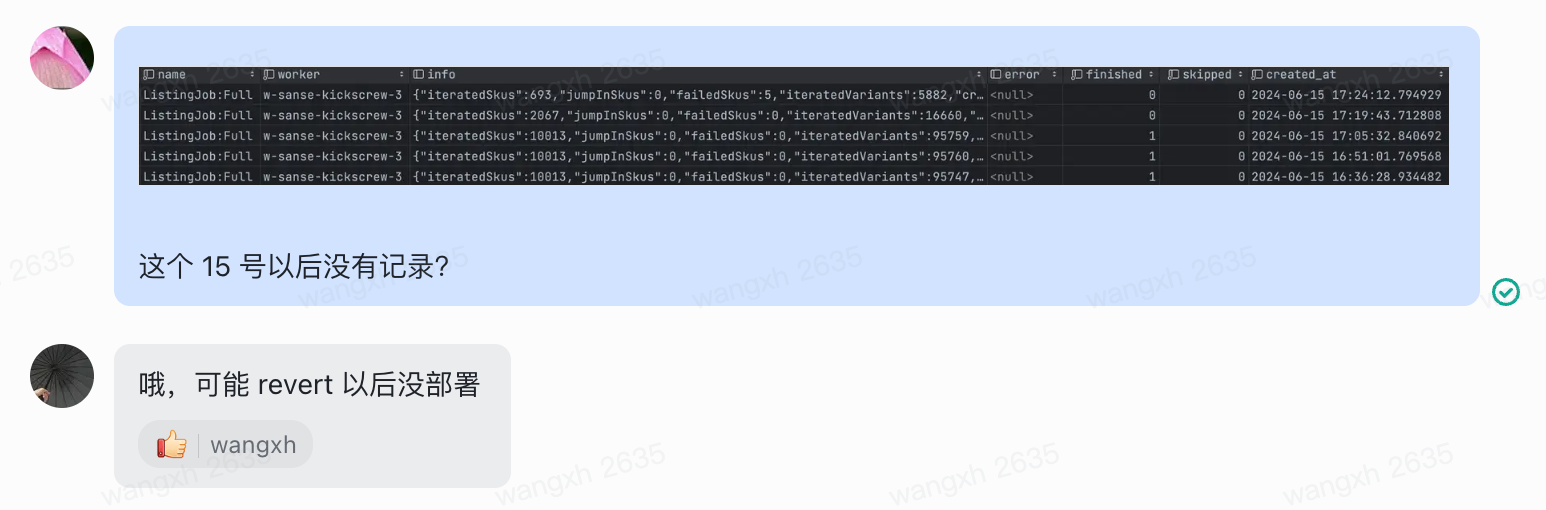 name worker info error finished skipped created_at
ListingJob:Full w-sanse-kickscrew-3 {"iteratedSkus":693,"jumpInSkus":0,"failedSkus":5,"iteratedVariants":5882,"cr… <null> 0 0 2024-06-15 17:24:12.794929
ListingJob:Full w-sanse-kickscrew-3 {"iteratedSkus":2067,"jumpInSkus":0,"failedSkus":0,"iteratedVariants":16660,"… <null> 0 0 2024-06-15 17:19:43.712808
ListingJob:Full w-sanse-kickscrew-3 {"iteratedSkus":10013,"jumpInSkus":0,"failedSkus":0,"iteratedVariants":95759,… <null> 1 0 2024-06-15 17:05:32.840692
ListingJob:Full w-sanse-kickscrew-3 {"iteratedSkus":10013,"jumpInSkus":0,"failedSkus":0,"iteratedVariants":95760,… <null> 1 0 2024-06-15 16:51:01.769568
ListingJob:Full w-sanse-kickscrew-3 {"iteratedSkus":10013,"jumpInSkus":0,"failedSkus":0,"iteratedVariants":95747,… <null> 1 0 2024-06-15 16:36:28.934482
这个 15 号以后没有记录?
哦，可能 revert 以后没部署
wangxh
wangxh 2635